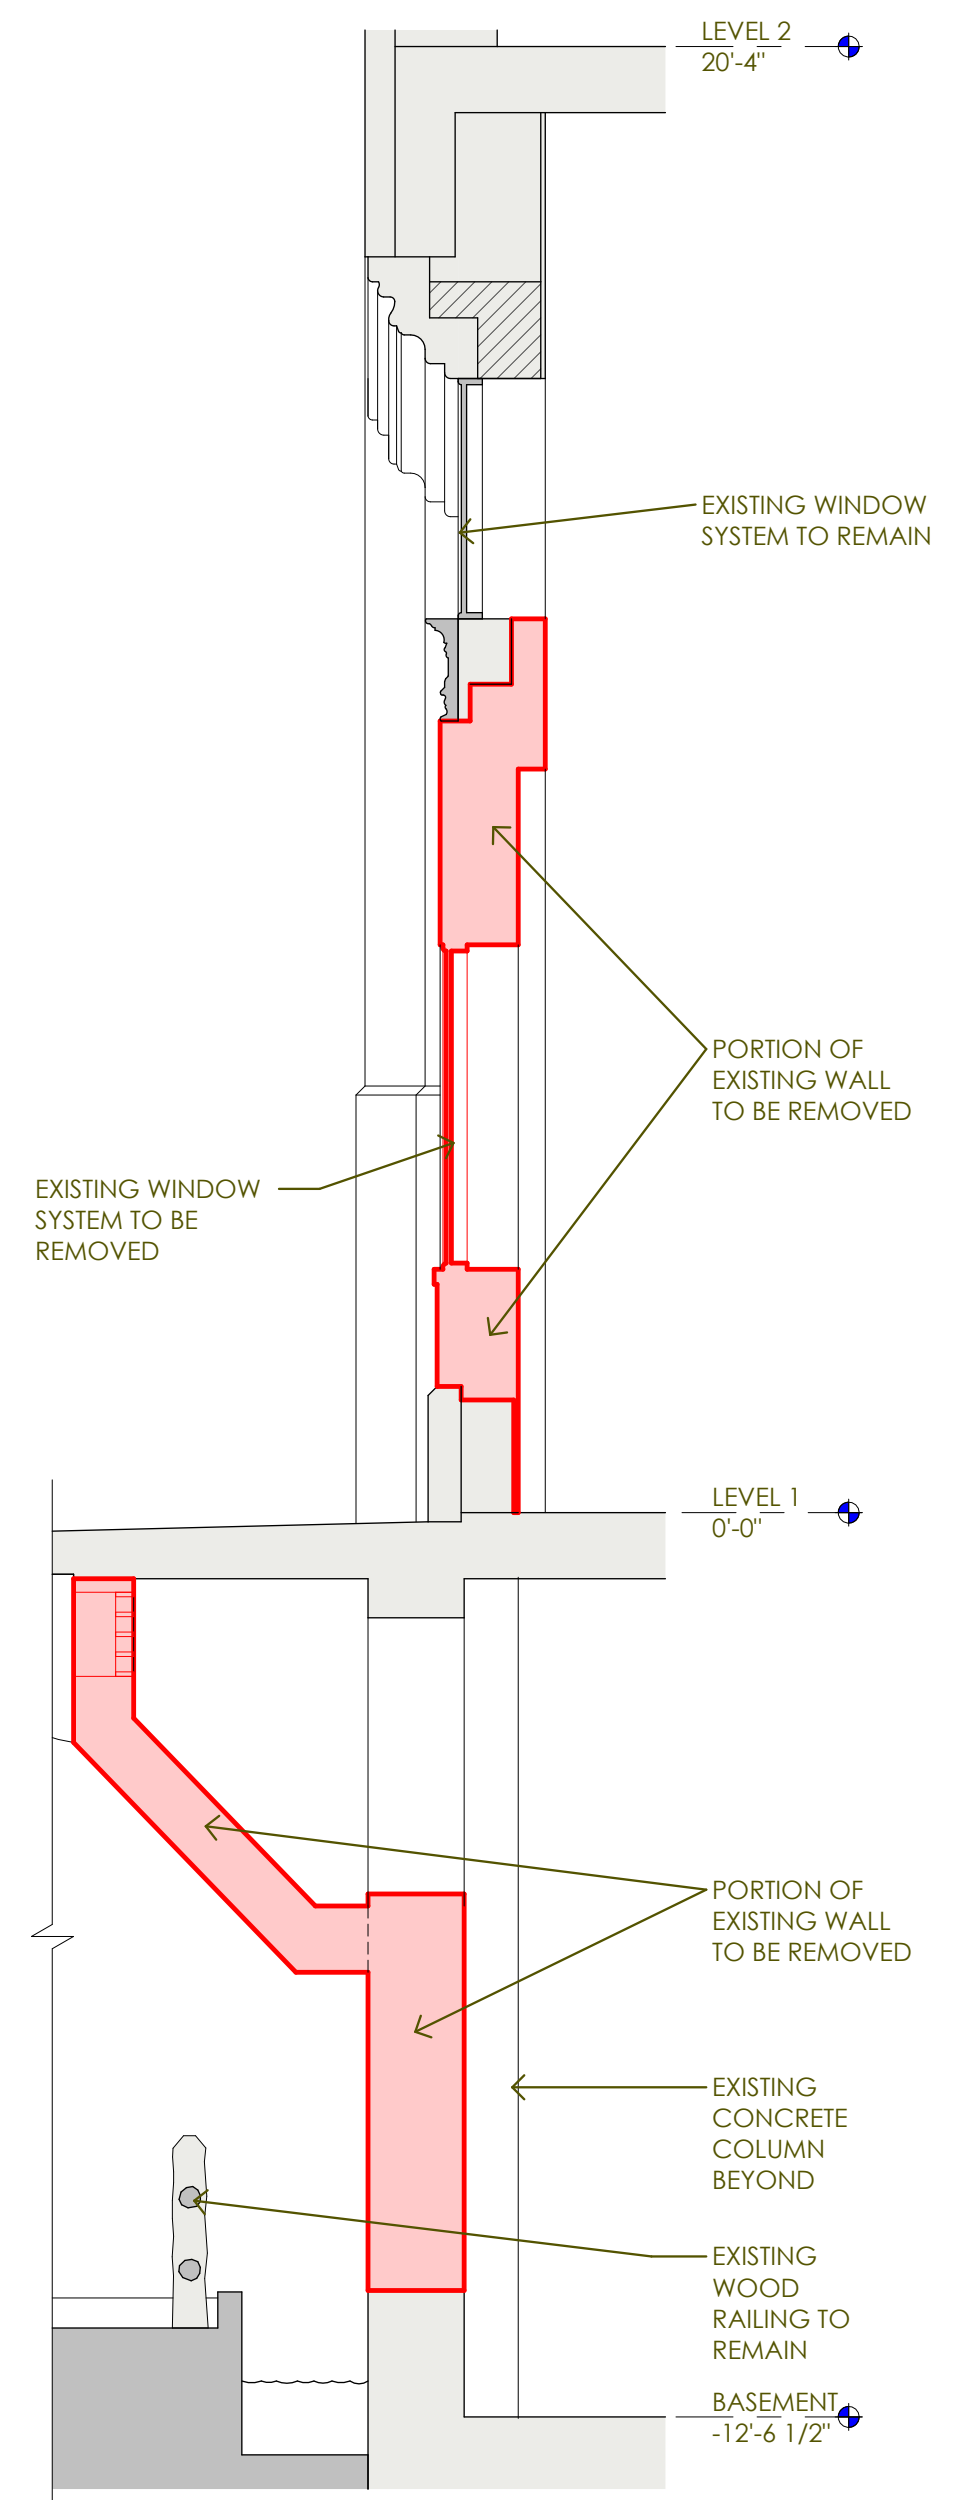 LEVEL 2
20'-4"
EXISTING WINDOW
SYSTEM TO REMAIN
PORTION OF
EXISTING WALL
TO BE REMOVED
EXISTING WINDOW
SYSTEM TO BE
REMOVED
LEVEL 1
0'-0"
PORTION OF
EXISTING WALL
TO BE REMOVED
EXISTING
CONCRETE
COLUMN
BEYOND
EXISTING
WOOD
RAILING TO
REMAIN
BASEMENT
-12'-6 1/2"